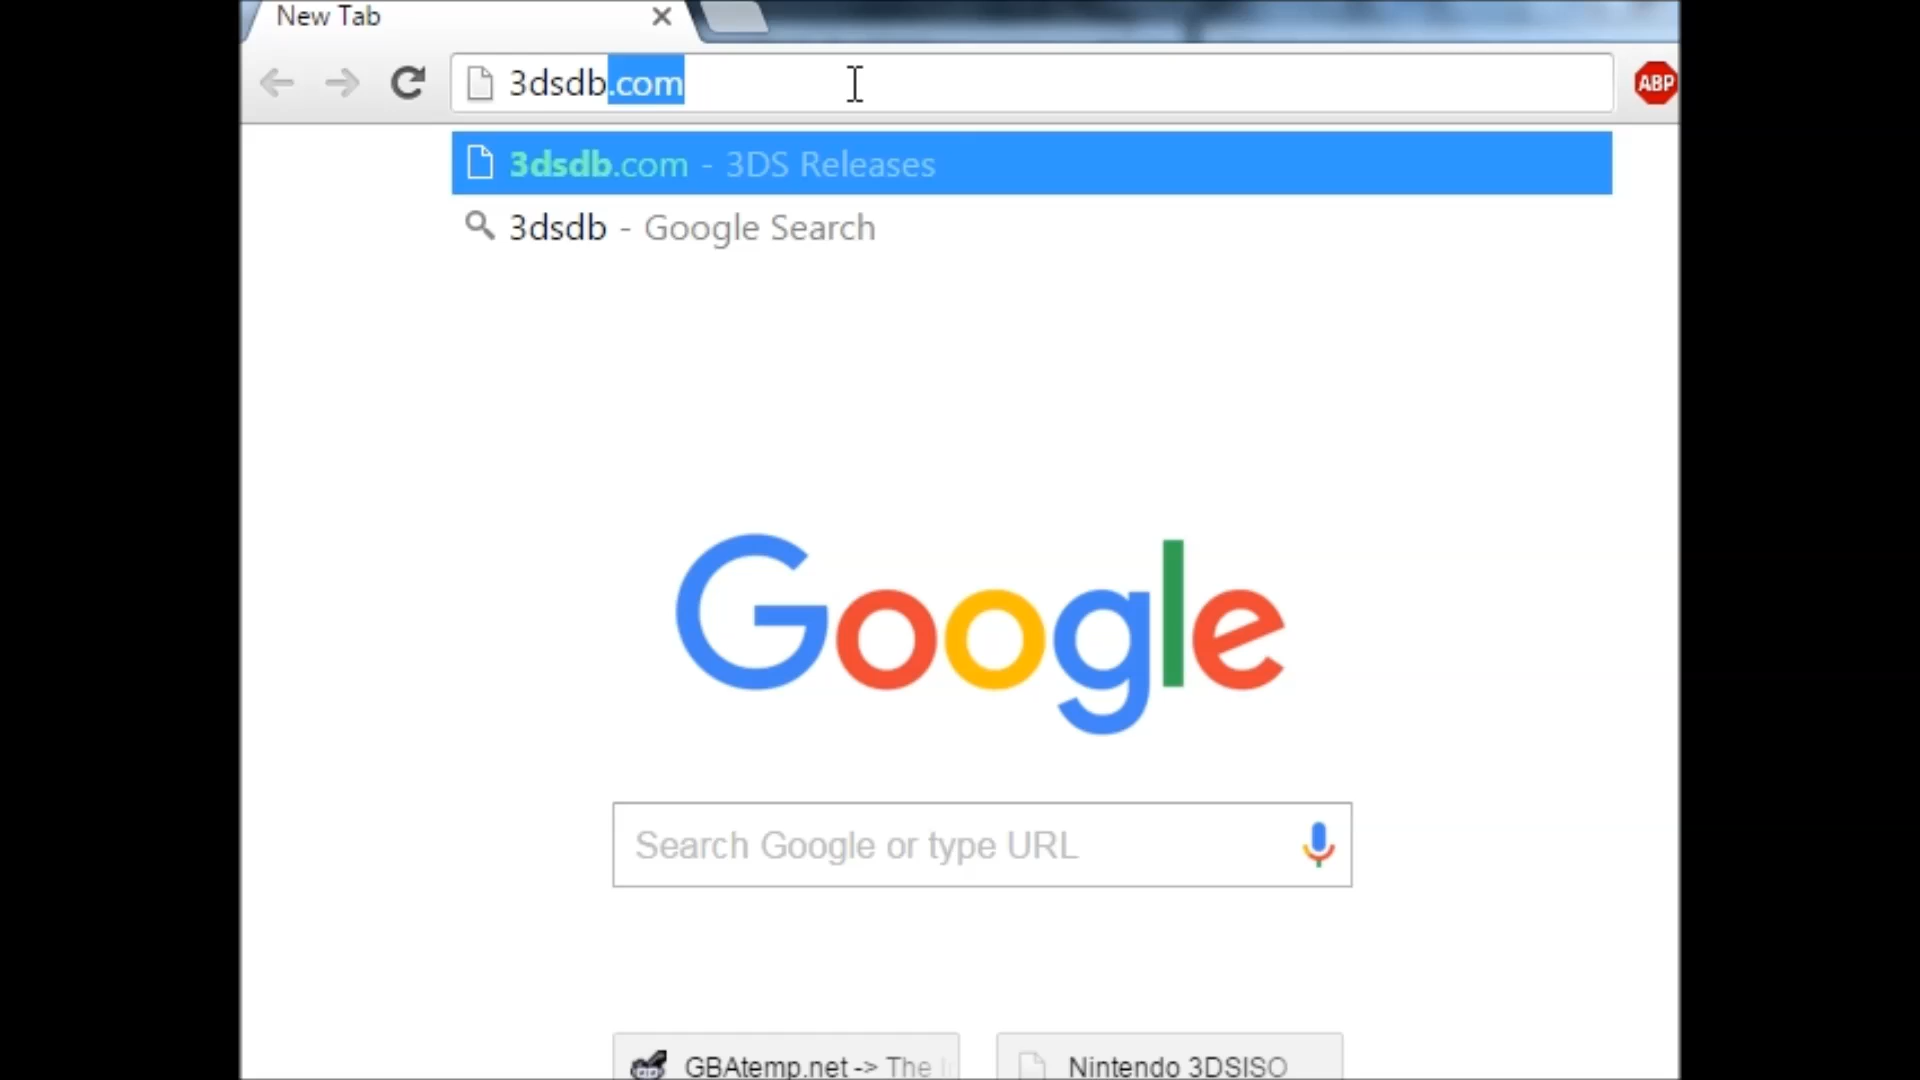 New Tab
3dsdb.com
ABP
3dsdb.com - 3DS Releases
3dsdb - Google Search
Google
Search Google or type URL
GBAtemp.net -> The
Nintendo 3DSISO